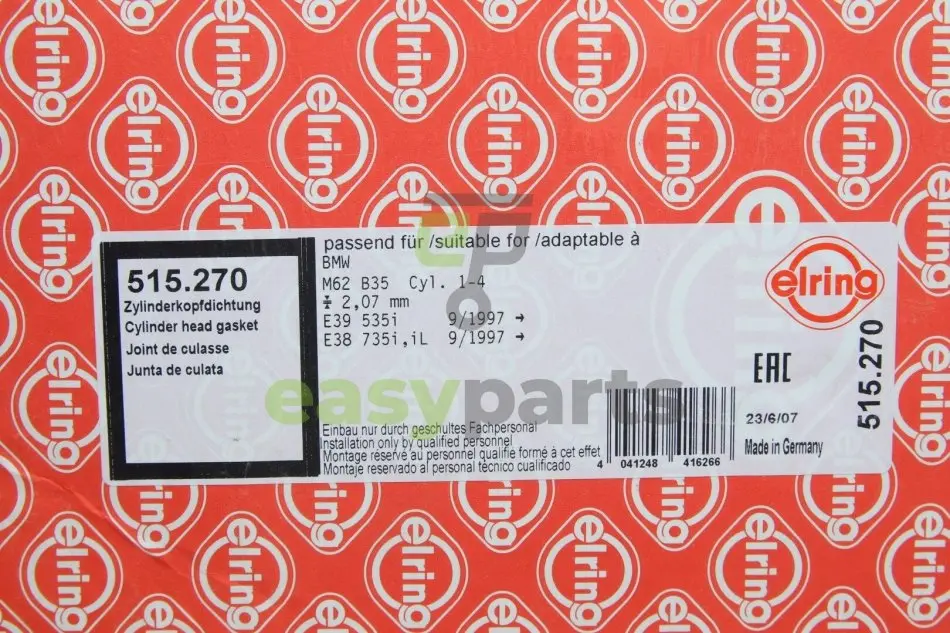 515.270
Zylinderkopfdichtung
Cylinder head gasket
Joint de culasse
Junta de culata
passend für /suitable for /adaptable à
BMW
M62 B35 Cyl. 1-4
2,07 mm
E39 535i 9/1997 →
E38 735i,iL 9/1997 →
Einbau nur durch geschultes Fachpersonal
Installation only by qualified personnel
Montage réservé au personnel qualifié formé à cet effet
Montaje reservado al personal técnico cualificado
4 041248 416266
elring
EAC
23/6/07
Made in Germany
515.270
easyparts